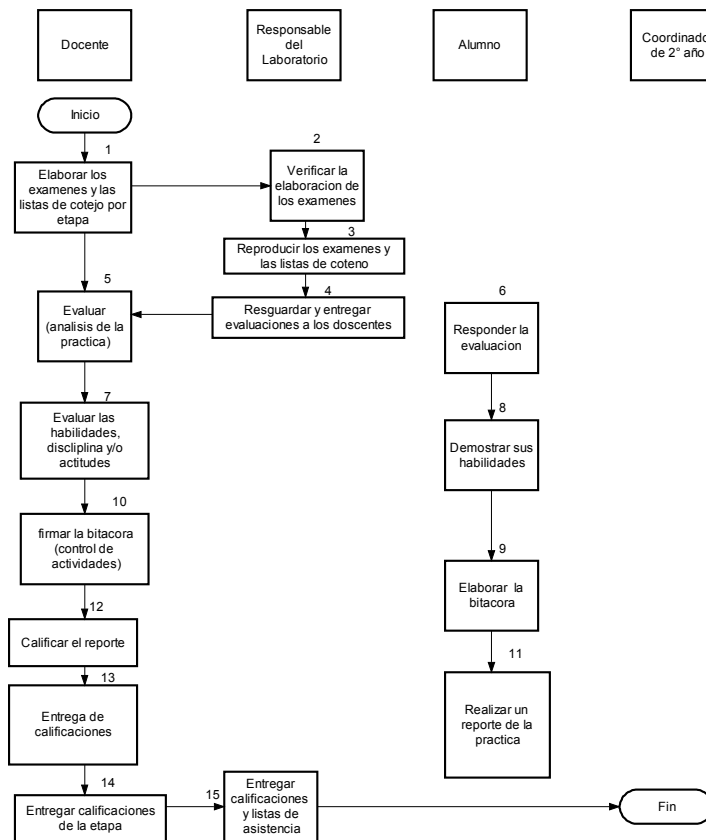 Docente
Responsable
del
Laboratorio
Alumno
Coordinado
de 2° año
Inicio
1
Elaborar los
examenes y las
listas de cotejo por
etapa
2
Verificar la
elaboracion de
los examenes
3
Reproducir los examenes y
las listas de coteno
4
Resguardar y entregar
evaluaciones a los doscentes
5
Evaluar
(analisis de la
practica)
6
Responder la
evaluacion
7
Evaluar las
habilidades,
discliplina y/o
actitudes
8
Demostrar sus
habilidades
10
firmar la bitacora
(control de
actividades)
9
Elaborar la
bitacora
12
Calificar el reporte
11
Realizar un
reporte de la
practica
13
Entrega de
calificaciones
14
Entregar calificaciones
de la etapa
15
Entregar
calificaciones
y listas de
asistencia
Fin